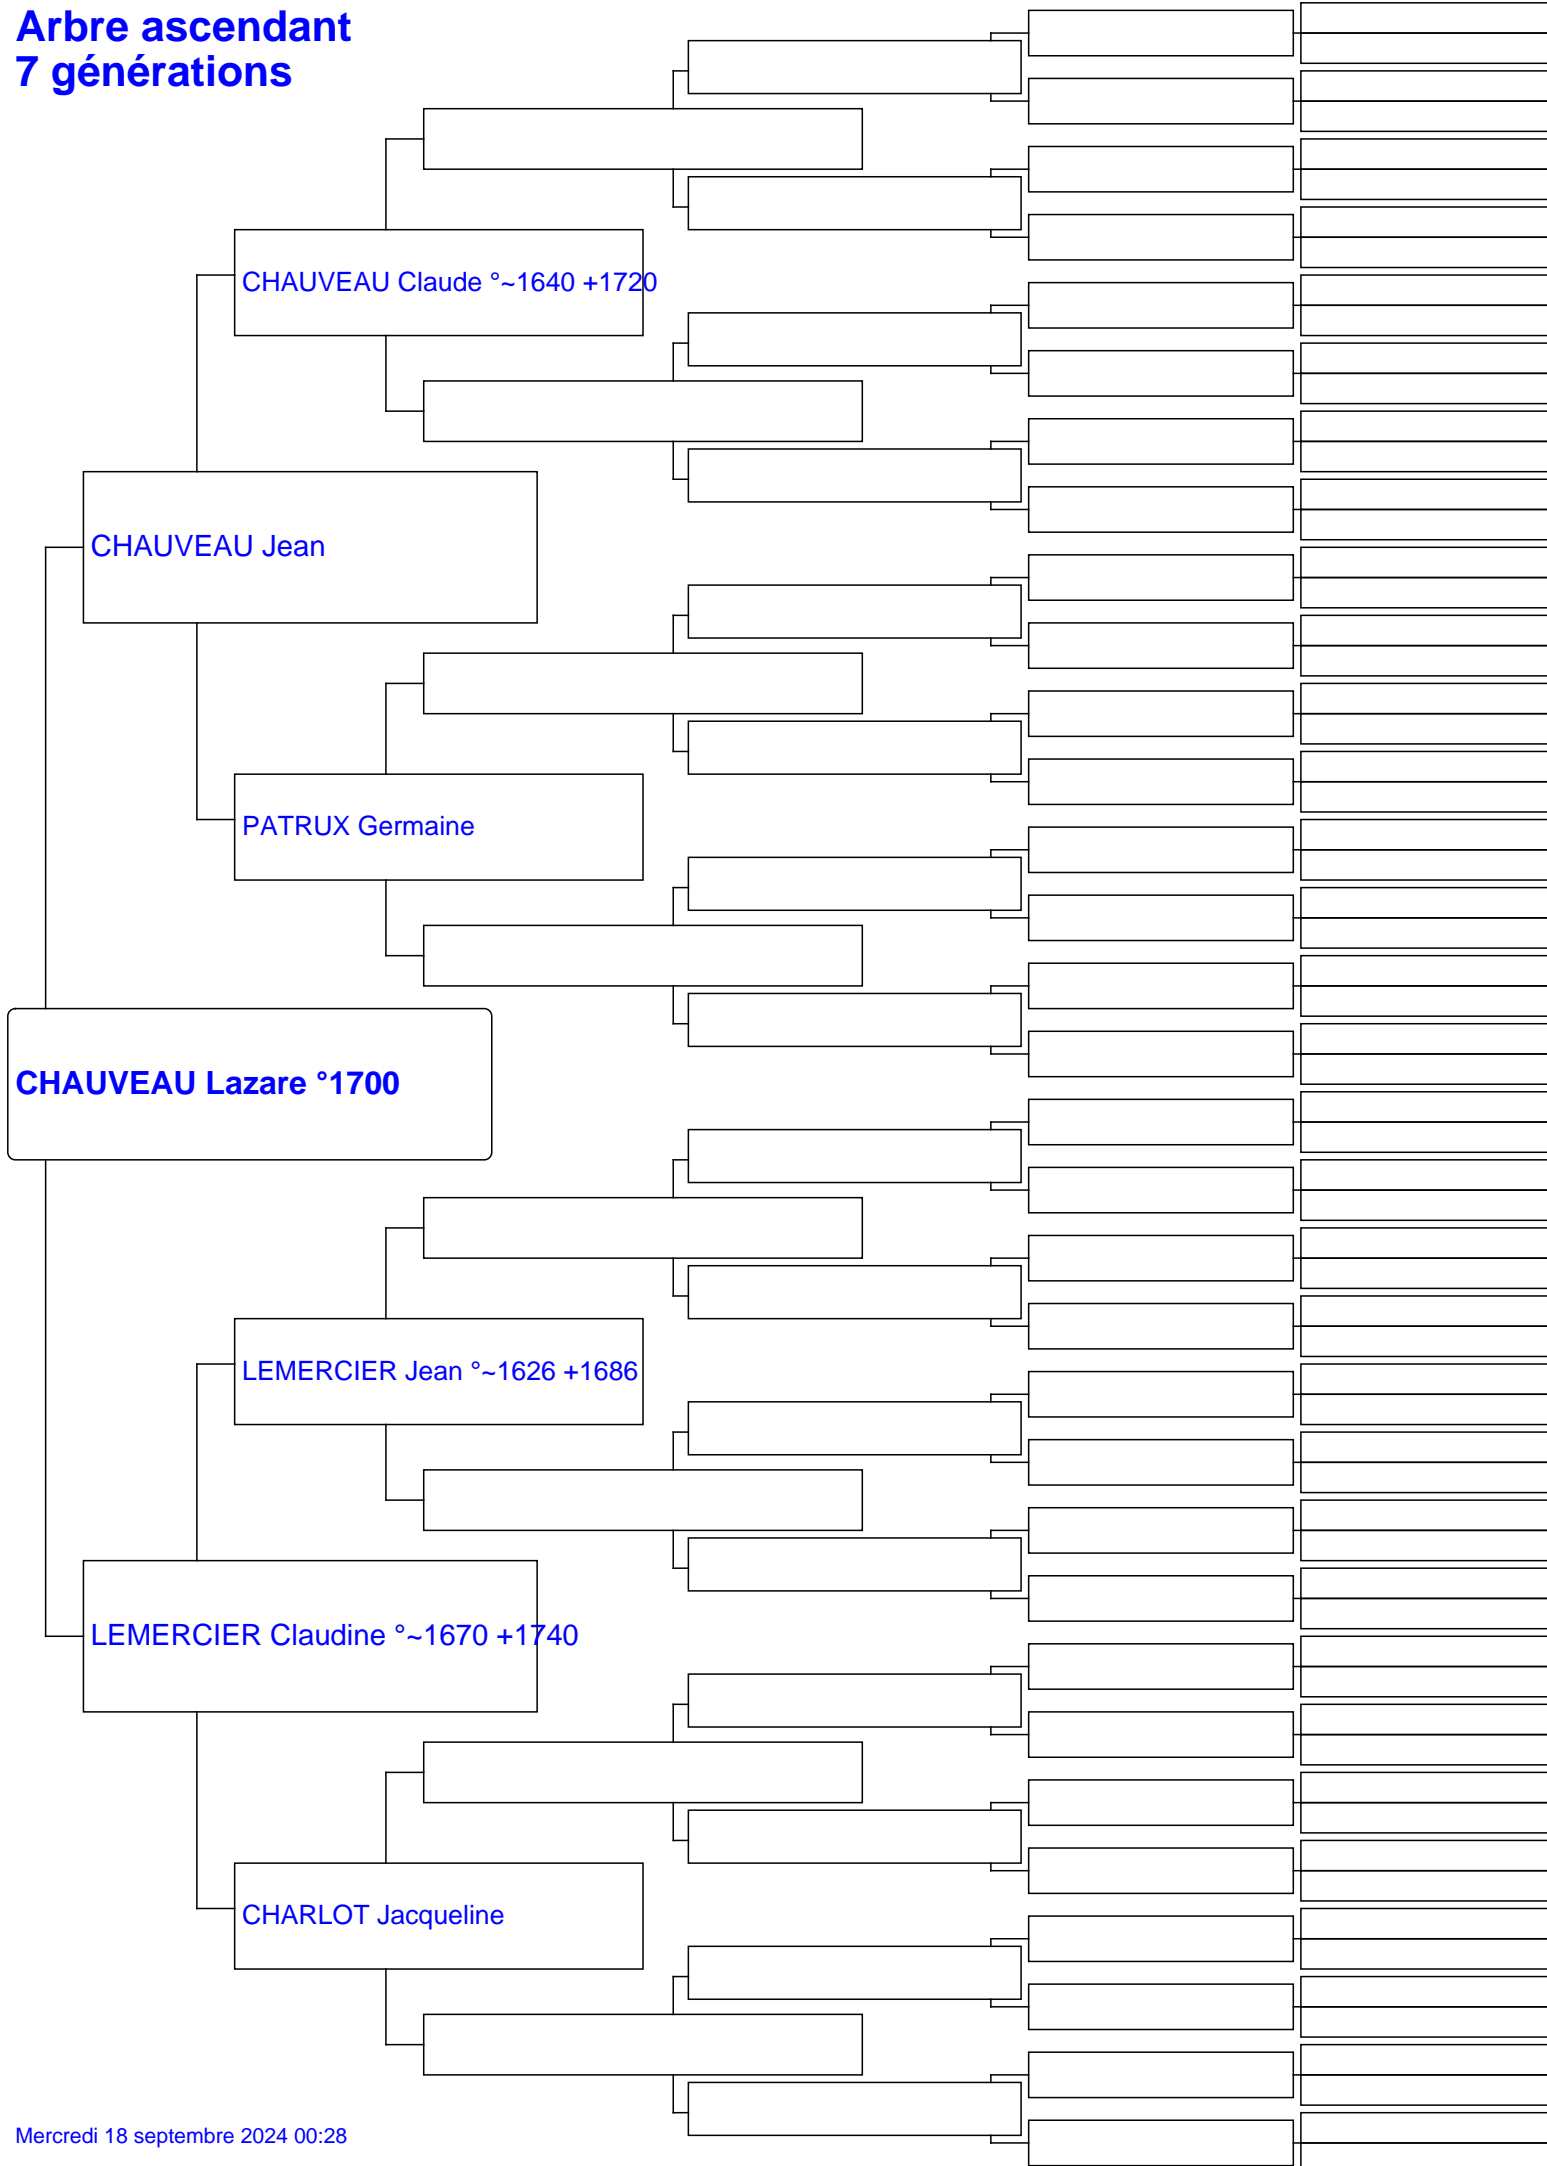 Arbre ascendant
7 générations
CHAUVEAU Claude °~1640 +1720
CHAUVEAU Jean
PATRUX Germaine
CHAUVEAU Lazare °1700
LEMERCIER Jean °~1626 +1686
LEMERCIER Claudine °~1670 +1740
CHARLOT Jacqueline
Mercredi 18 septembre 2024 00:28